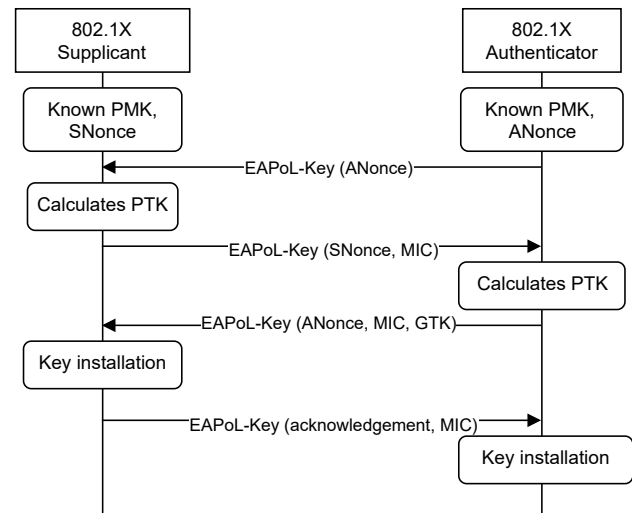 802.1X
Supplicant
802.1X
Authenticator
Known PMK,
SNonce
Known PMK,
ANonce
EAPoL-Key (ANonce)
Calculates PTK
EAPoL-Key (SNonce, MIC)
Calculates PTK
EAPoL-Key (ANonce, MIC, GTK)
Key installation
EAPoL-Key (acknowledgement, MIC)
Key installation